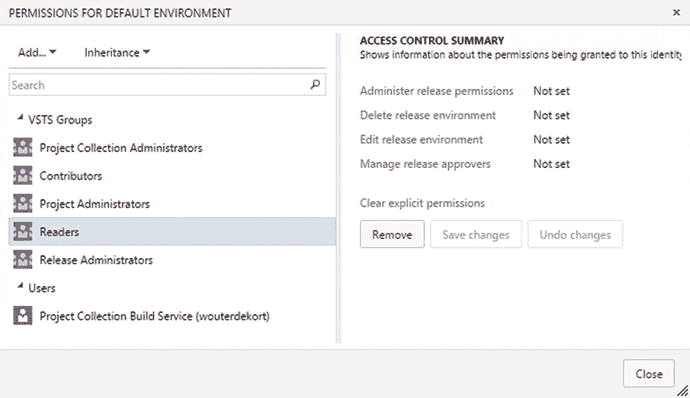 PERMISSIONS FOR DEFAULT ENVIRONMENT
Add...
Inheritance
Search
VSTS Groups
Project Collection Administrators
Contributors
Project Administrators
Readers
Release Administrators
Users
Project Collection Build Service (wouterdekort)
ACCESS CONTROL SUMMARY
Shows information about the permissions being granted to this identity
Administer release permissions Not set
Delete release environment Not set
Edit release environment Not set
Manage release approvers Not set
Clear explicit permissions
Remove Save changes Undo changes
Close